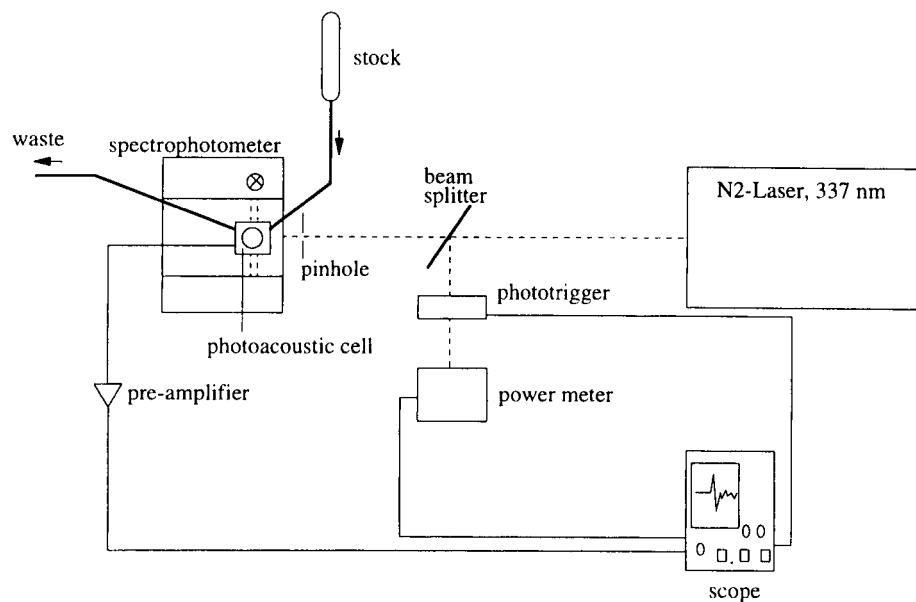 stock
waste
spectrophotometer
beam
splitter
N2-Laser, 337 nm
pinhole
phototrigger
photoacoustic cell
pre-amplifier
power meter
scope